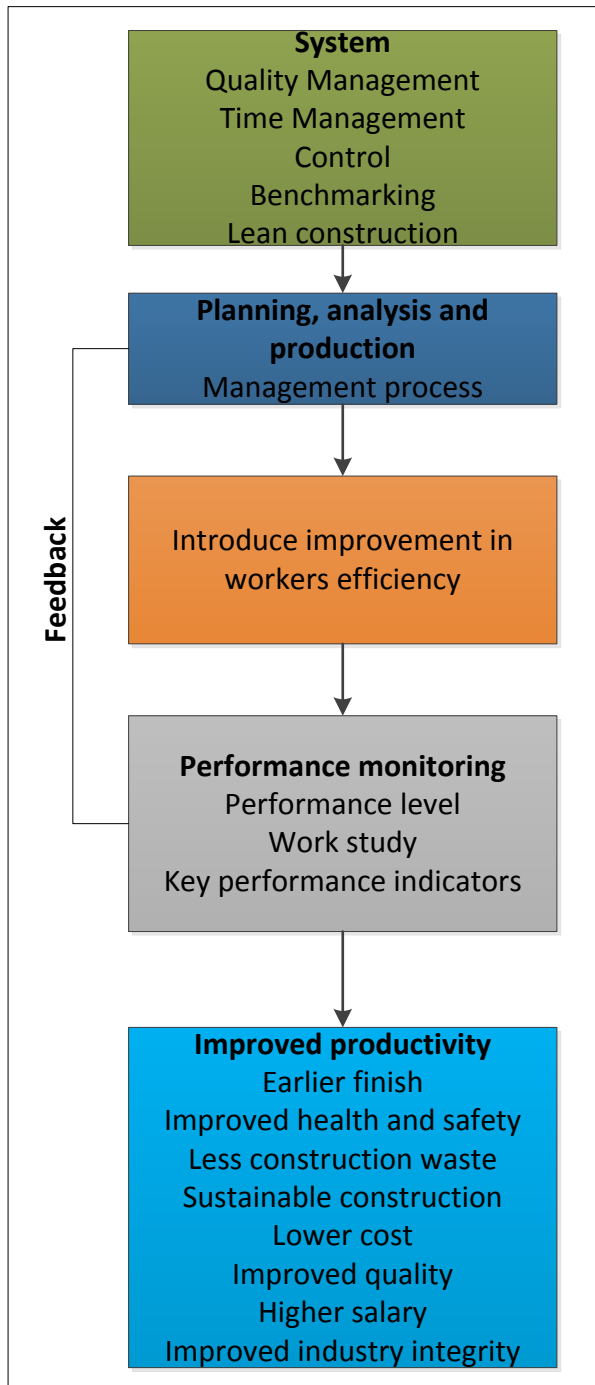 System
Quality Management
Time Management
Control
Benchmarking
Lean construction
Planning, analysis and
production
Management process
Feedback
Introduce improvement in
workers efficiency
Performance monitoring
Performance level
Work study
Key performance indicators
Improved productivity
Earlier finish
Improved health and safety
Less construction waste
Sustainable construction
Lower cost
Improved quality
Higher salary
Improved industry integrity